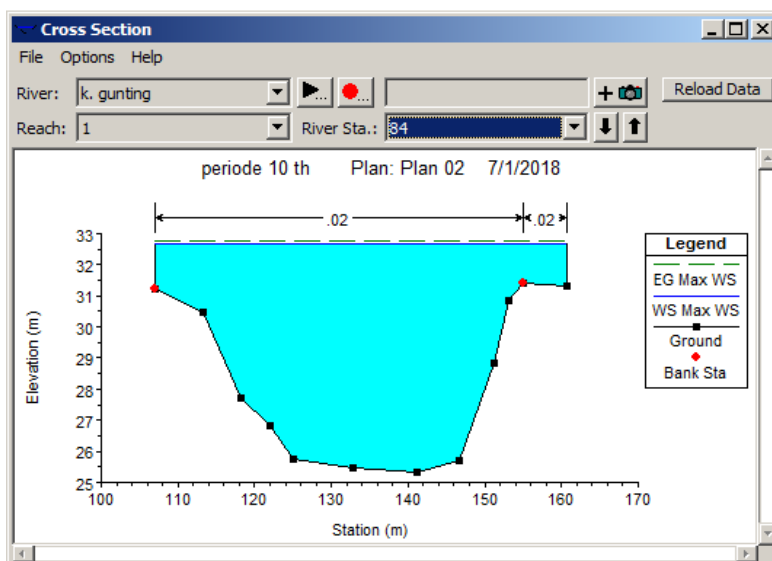 Cross Section
File Options Help
River: k. gunting
Reload Data
Reach: 1 River Sta.: 84
periode 10 th Plan: Plan 02 7/1/2018
.02 .02
33
32
31
30
29
28
27
26
25
Elevation (m)
100 110 120 130 140 150 160 170
Station (m)
Legend
EG Max WS
WS Max WS
Ground
Bank Sta